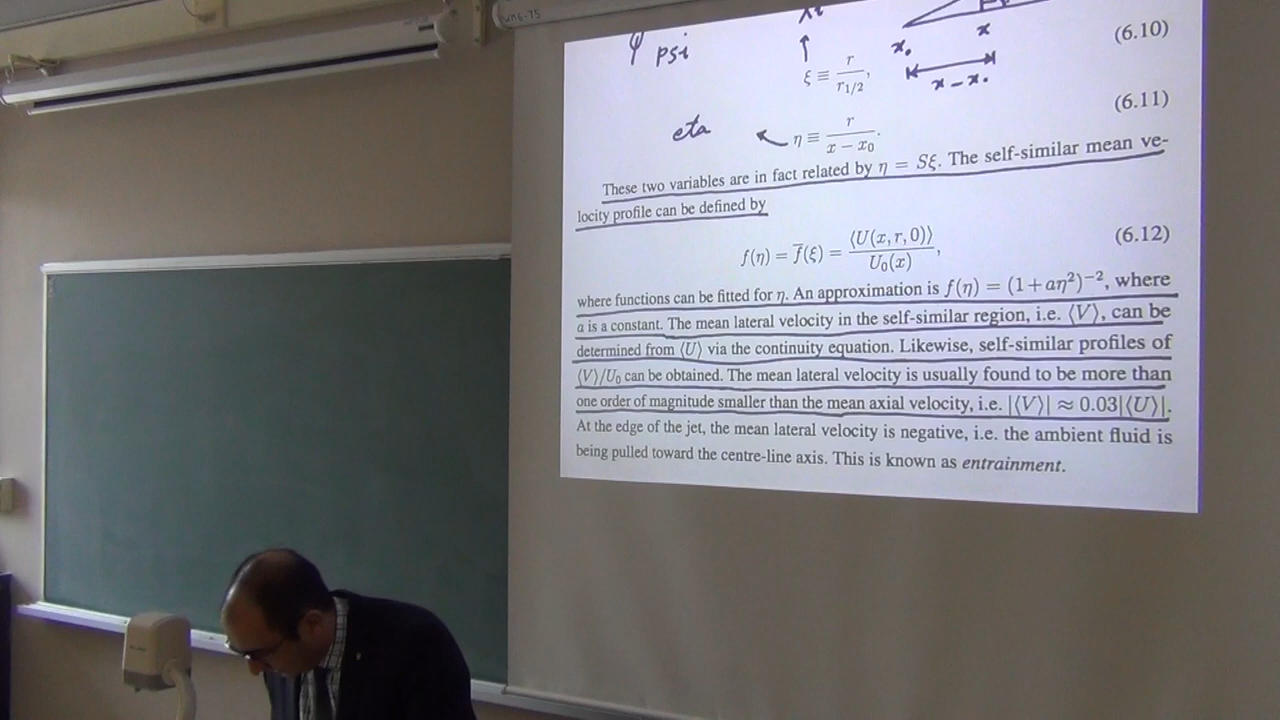 um6-75
xi
ψ psi
x₀ x
(6.10)
ξ ≡ r / r_{1/2},
x – x₀
(6.11)
eta
η ≡ r / (x − x₀).
These two variables are in fact related by η = Sξ. The self-similar mean ve-
locity profile can be defined by
f(η) = f̅(ξ) = ⟨U(x, r, 0)⟩ / U₀(x), (6.12)
where functions can be fitted for η. An approximation is f(η) = (1 + aη²)⁻², where
a is a constant. The mean lateral velocity in the self-similar region, i.e. ⟨V⟩, can be
determined from ⟨U⟩ via the continuity equation. Likewise, self-similar profiles of
⟨V⟩/U₀ can be obtained. The mean lateral velocity is usually found to be more than
one order of magnitude smaller than the mean axial velocity, i.e. |⟨V⟩| ≈ 0.03|⟨U⟩|.
At the edge of the jet, the mean lateral velocity is negative, i.e. the ambient fluid is
being pulled toward the centre-line axis. This is known as entrainment.